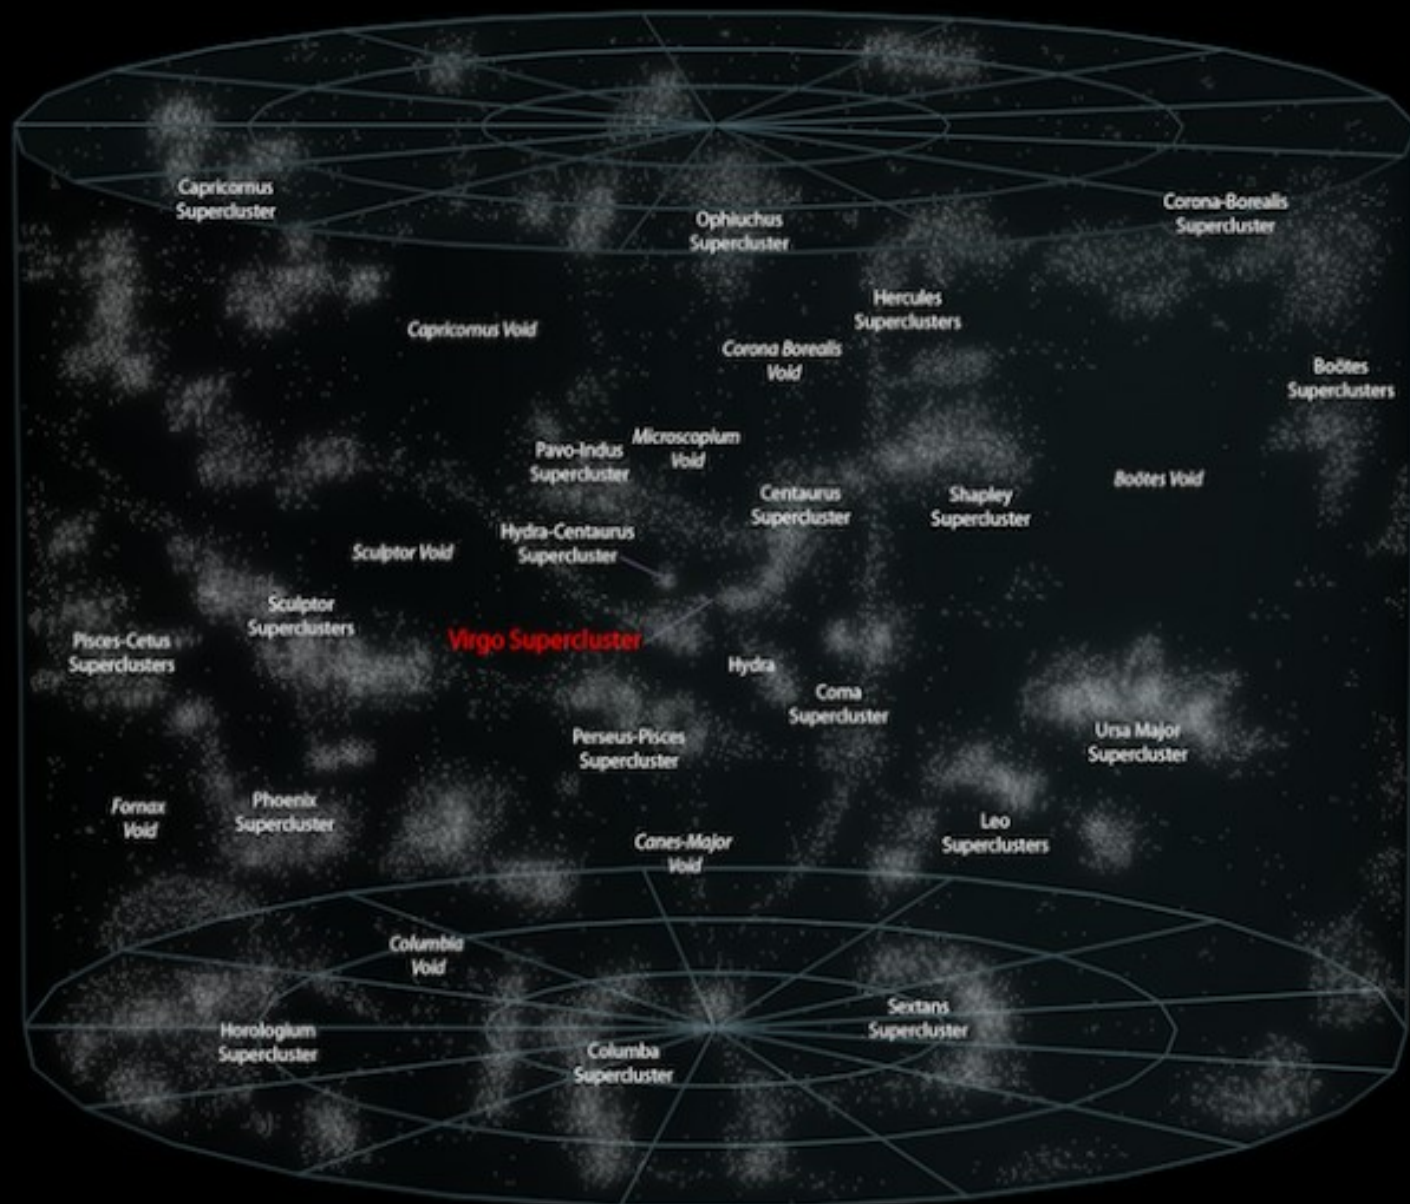 Capricornus
Supercluster
Ophiuchus
Supercluster
Corona-Borealis
Supercluster
Hercules
Superclusters
Capricornus Void
Corona Borealis
Void
Boötes
Superclusters
Pavo-Indus
Supercluster
Microscopium
Void
Centaurus
Supercluster
Shapley
Supercluster
Boötes Void
Hydra-Centaurus
Supercluster
Sculptor Void
Sculptor
Superclusters
Pisces-Cetus
Superclusters
Virgo Supercluster
Hydra
Coma
Supercluster
Perseus-Pisces
Supercluster
Ursa Major
Supercluster
Fornax
Void
Phoenix
Supercluster
Canes-Major
Void
Leo
Superclusters
Columbia
Void
Horologium
Supercluster
Columba
Supercluster
Sextans
Supercluster